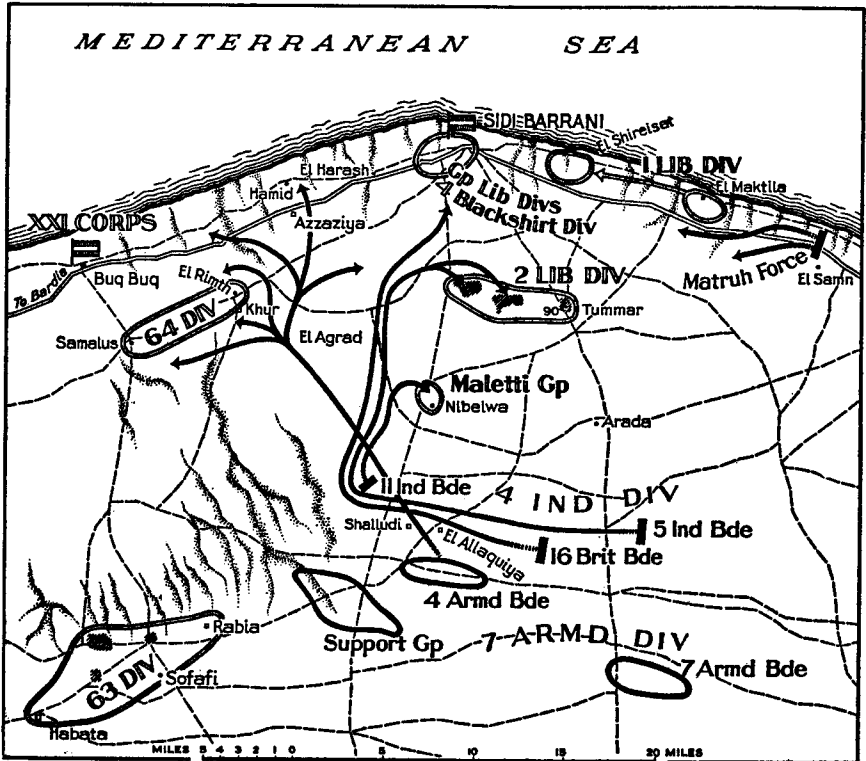 MEDITERRANEAN SEA
SIDI BARRANI
El Shireisat
1 LIB DIV
El Maktila
El Harash
Hamid
Gp Lib Divs
4 Blackshirt Div
Azzaziya
XXI CORPS
Matruh Force
El Samn
To Bardia
Buq Buq
El Rimth
2 LIB DIV
64 DIV
Khur
90
Tummar
Samalus
El Agrad
Maletti Gp
Nibeiwa
Arada
11 Ind Bde
4 IND DIV
Shalludi
5 Ind Bde
El Allaquiya
16 Brit Bde
4 Armd Bde
Rabia
Support Gp
7 ARMD DIV
7 Armd Bde
63 DIV
Sofafi
Habata
MILES 5 4 3 2 1 0 5 10 15 20 MILES